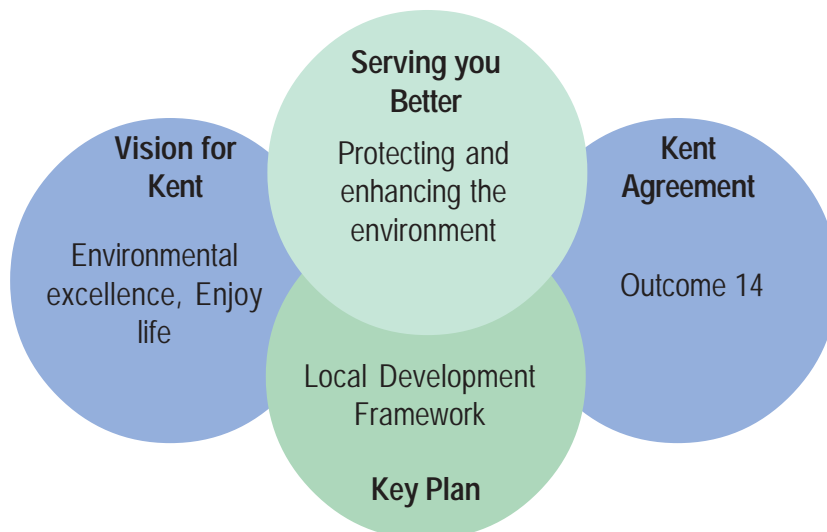 Serving you
Better
Protecting and
enhancing the
environment
Vision for
Kent
Environmental
excellence, Enjoy
life
Kent
Agreement
Outcome 14
Local Development
Framework
Key Plan